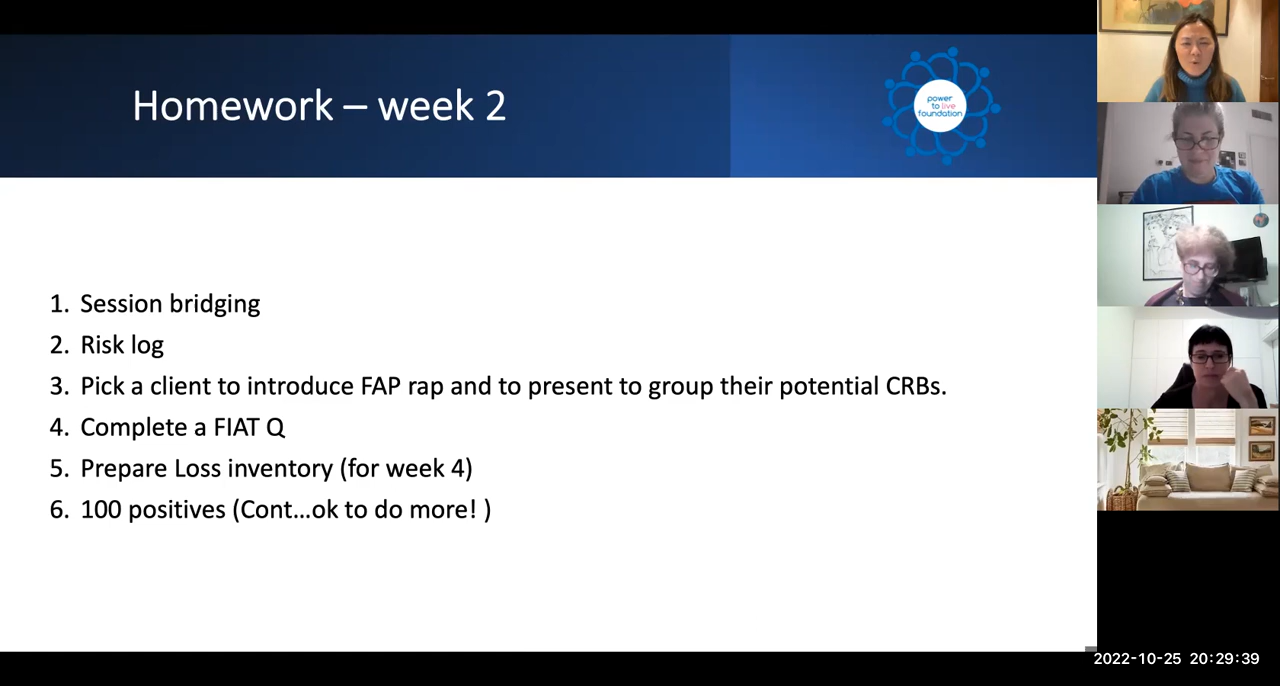 Homework – week 2
power
to live
foundation
1. Session bridging
2. Risk log
3. Pick a client to introduce FAP rap and to present to group their potential CRBs.
4. Complete a FIAT Q
5. Prepare Loss inventory (for week 4)
6. 100 positives (Cont...ok to do more! )
2022-10-25 20:29:39